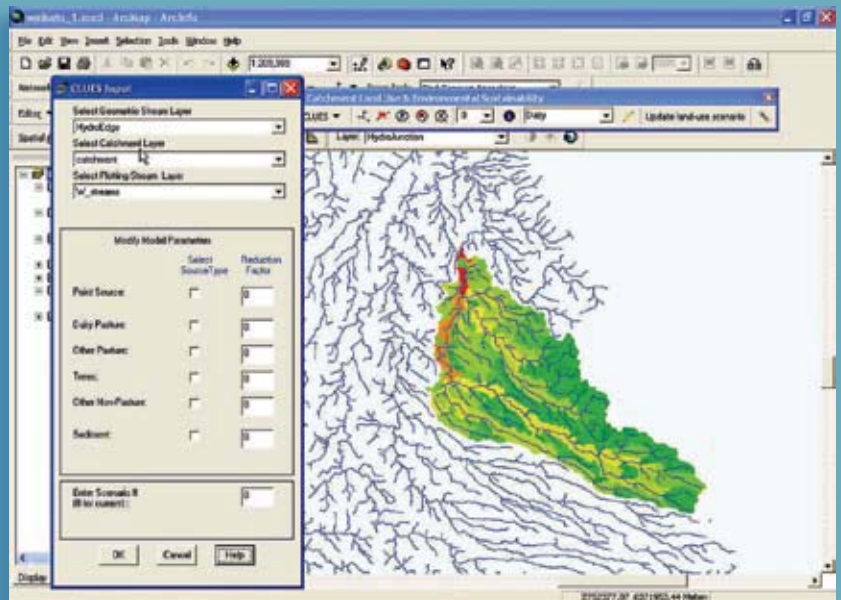 waikato_1.mxd - ArcMap - ArcInfo
File Edit View Insert Selection Tools Window Help
CLUES Input
Select Geometric Stream Layer
HydroEdge
Select Catchment Layer
catchment
Select Plotting Stream Layer
W_streams
Catchment Land Use & Environmental Sustainability
CLUES
0
Dairy
Update land-use scenario
Layer: HydroJunction
Modify Model Parameters
Select SourceType
Reduction Factor
Point Source:
0
Dairy Pasture:
0
Other Pasture:
0
Trees:
0
Other Non-Pasture:
0
Sediment:
0
Enter Scenario #
(0 for current):
0
OK Cancel Help
Display